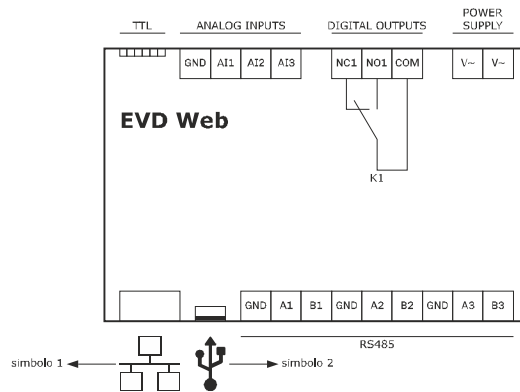 TTL
ANALOG INPUTS
DIGITAL OUTPUTS
POWER
SUPPLY
GND AI1 AI2 AI3
NC1 NO1 COM
V~ V~
EVD Web
K1
GND A1 B1 GND A2 B2 GND A3 B3
RS485
simbolo 1
simbolo 2